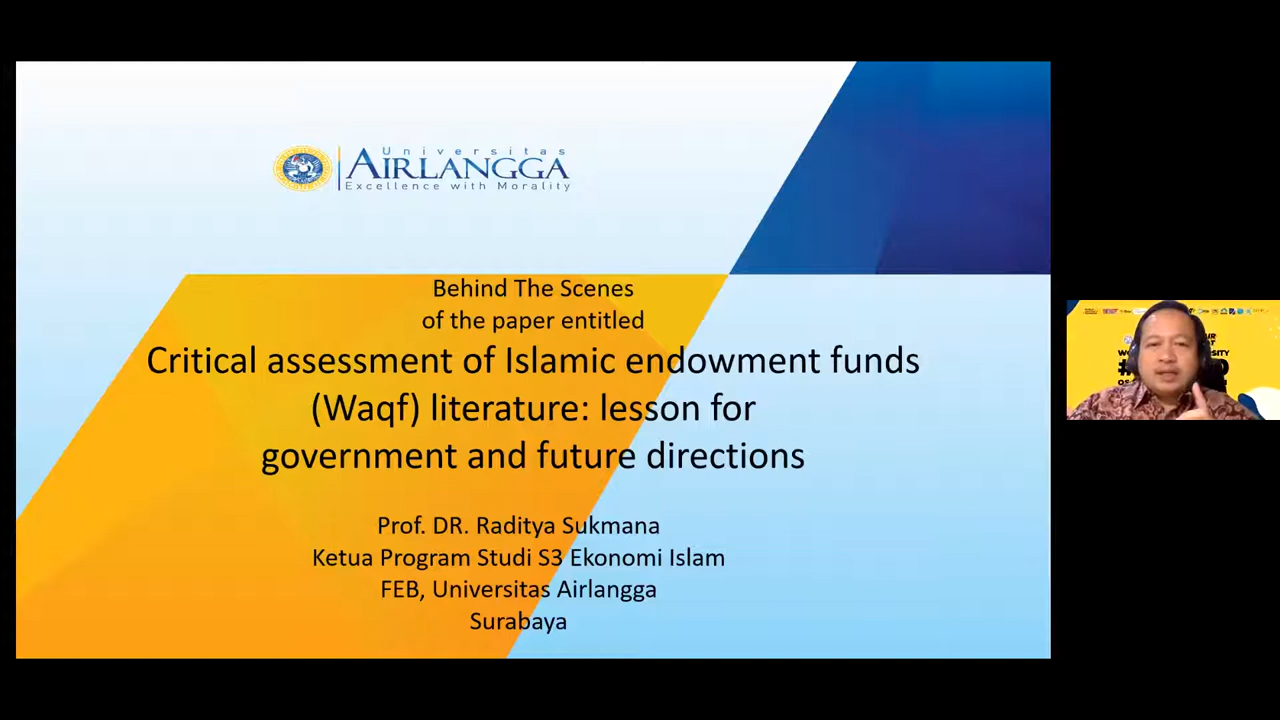 Universitas
AIRLANGGA
Excellence with Morality
Behind The Scenes
of the paper entitled
Critical assessment of Islamic endowment funds
(Waqf) literature: lesson for
government and future directions
Prof. DR. Raditya Sukmana
Ketua Program Studi S3 Ekonomi Islam
FEB, Universitas Airlangga
Surabaya